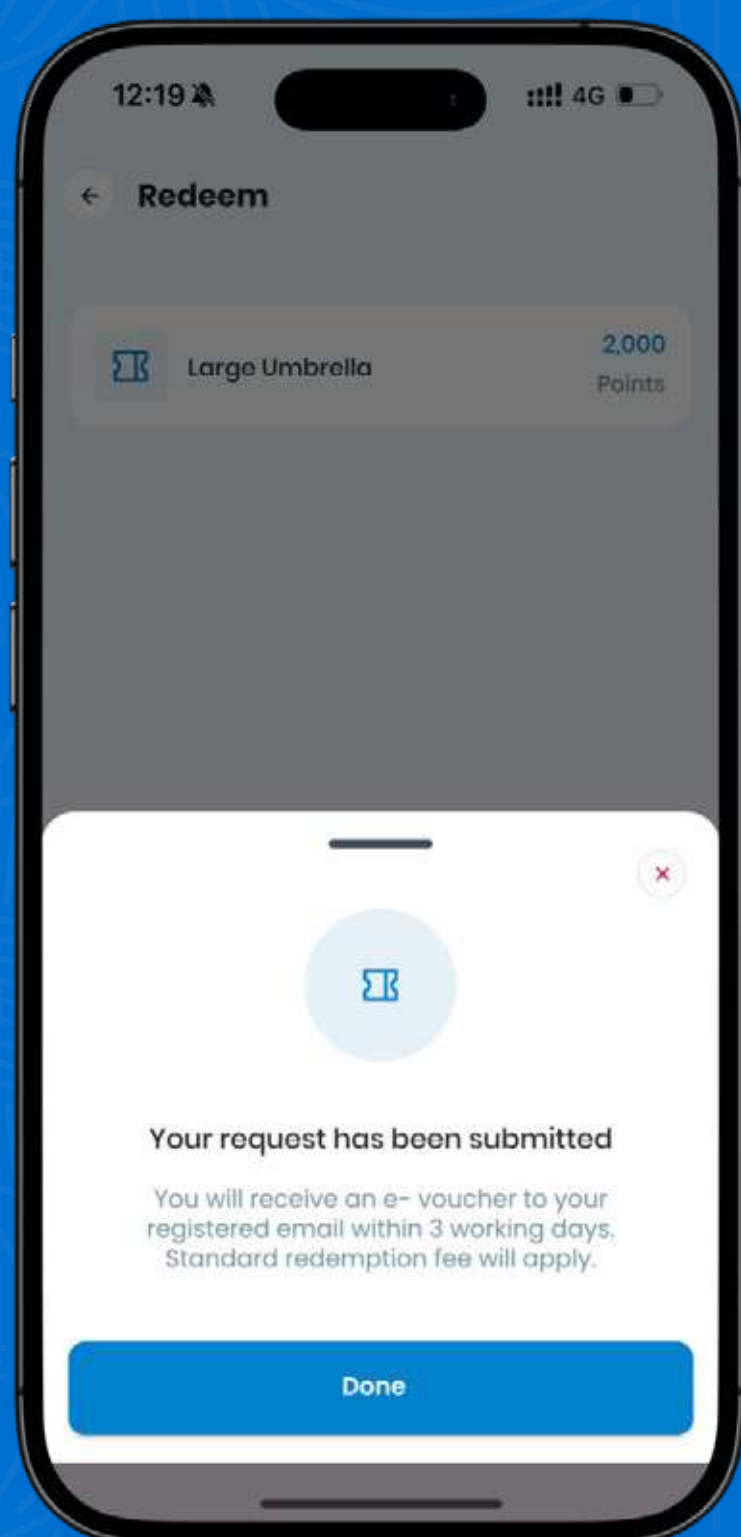 12:19
4G
Redeem
Large Umbrella
2,000
Points
Your request has been submitted
You will receive an e- voucher to your
registered email within 3 working days.
Standard redemption fee will apply.
Done